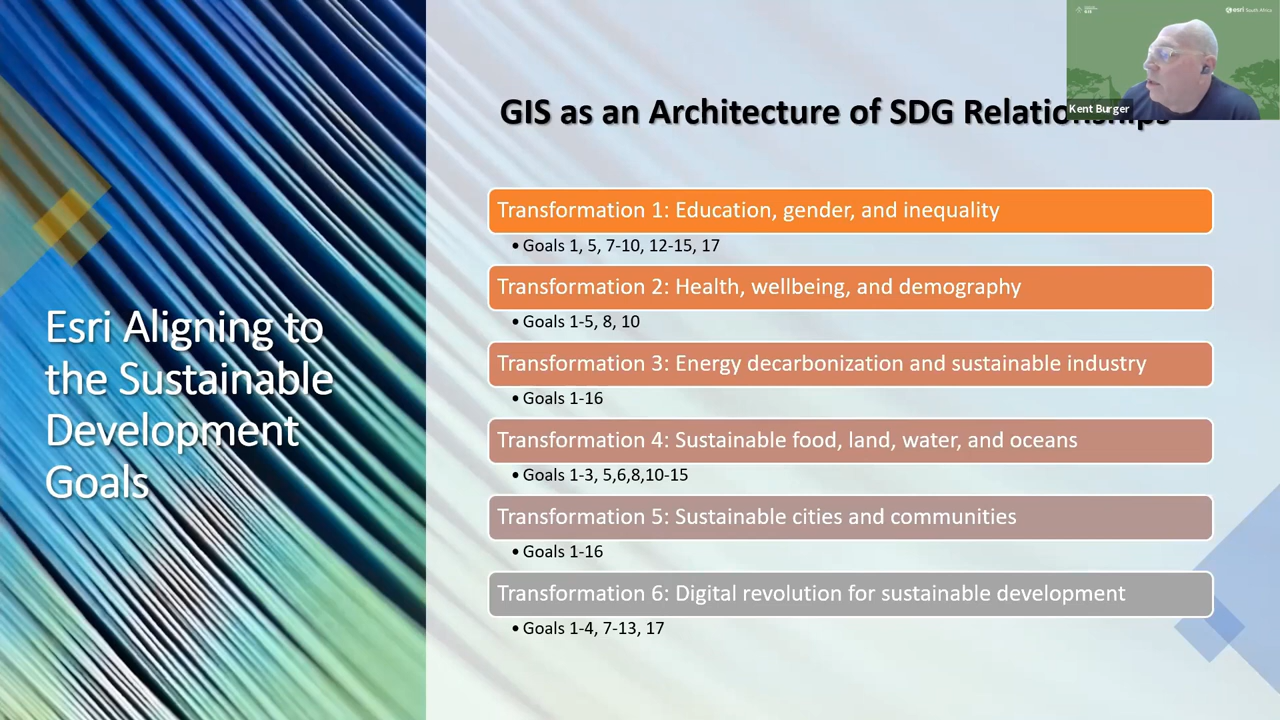 esri South Africa
Kent Burger
GIS as an Architecture of SDG Relationships
Esri Aligning to
the Sustainable
Development
Goals
Transformation 1: Education, gender, and inequality
• Goals 1, 5, 7-10, 12-15, 17
Transformation 2: Health, wellbeing, and demography
• Goals 1-5, 8, 10
Transformation 3: Energy decarbonization and sustainable industry
• Goals 1-16
Transformation 4: Sustainable food, land, water, and oceans
• Goals 1-3, 5,6,8,10-15
Transformation 5: Sustainable cities and communities
• Goals 1-16
Transformation 6: Digital revolution for sustainable development
• Goals 1-4, 7-13, 17